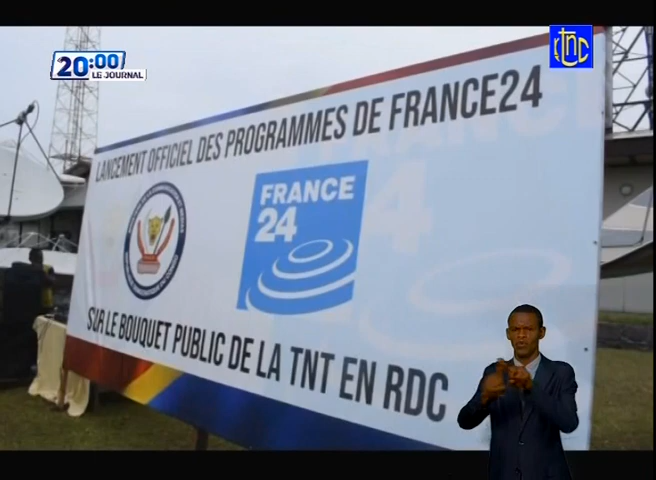 20:00
LE JOURNAL
rtnc
LANCEMENT OFFICIEL DES PROGRAMMES DE FRANCE24
FRANCE
24
SUR LE BOUQUET PUBLIC DE LA TNT EN RDC